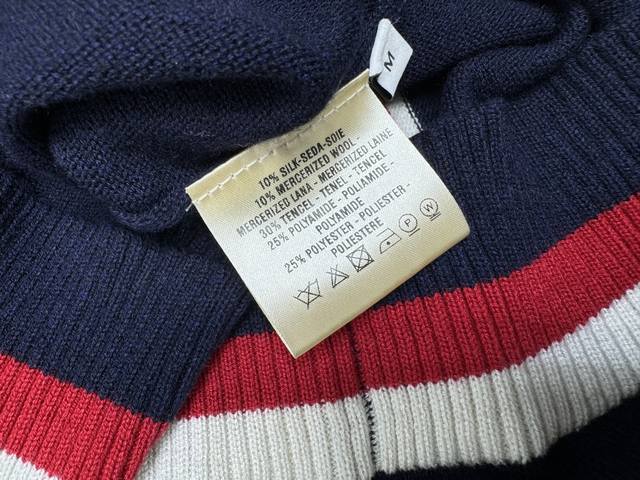 M
10% SILK-SEDA-SOIE
10% MERCERIZED WOOL -
MERCERIZED LANA - MERCERIZED LAINE
30% TENCEL - TENEL - TENCEL
25% POLYAMIDE - POLIAMIDE -
POLYAMIDE
25% POLYESTER - POLIESTER -
POLIESTERE
P
W